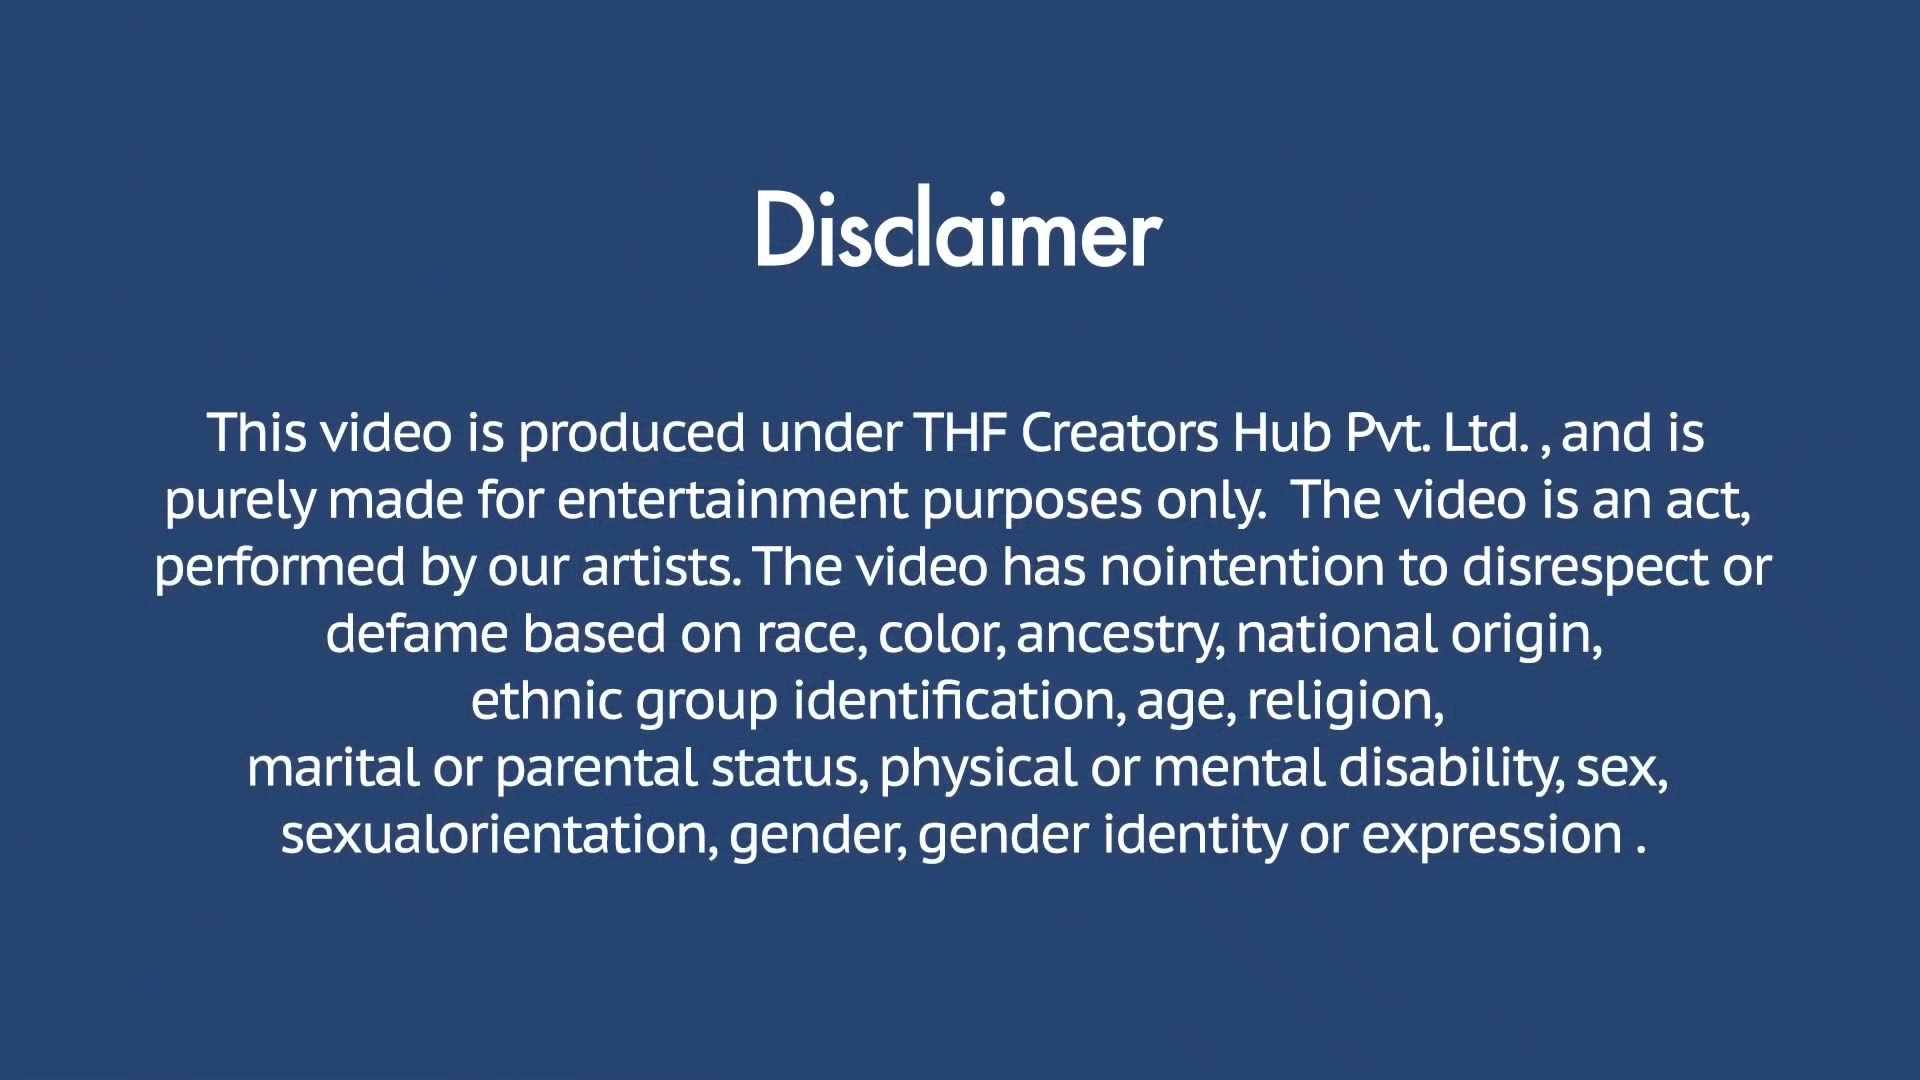 Disclaimer
This video is produced under THF Creators Hub Pvt. Ltd. , and is
purely made for entertainment purposes only.  The video is an act,
performed by our artists. The video has nointention to disrespect or
defame based on race, color, ancestry, national origin,
ethnic group identification, age, religion,
marital or parental status, physical or mental disability, sex,
sexualorientation, gender, gender identity or expression .